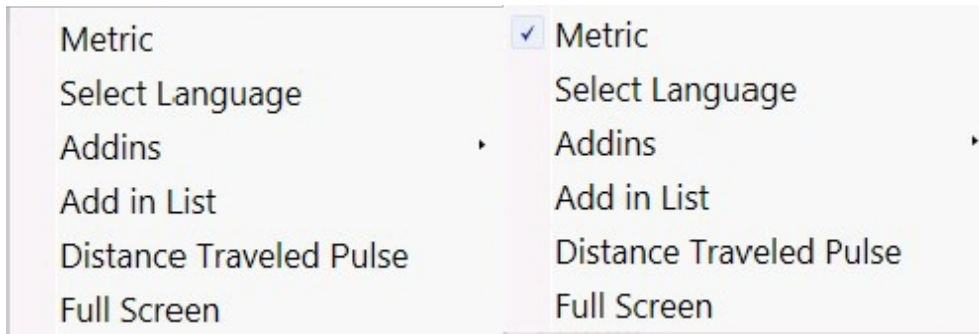 Metric
Select Language
Addins
Add in List
Distance Traveled Pulse
Full Screen
Metric
Select Language
Addins
Add in List
Distance Traveled Pulse
Full Screen